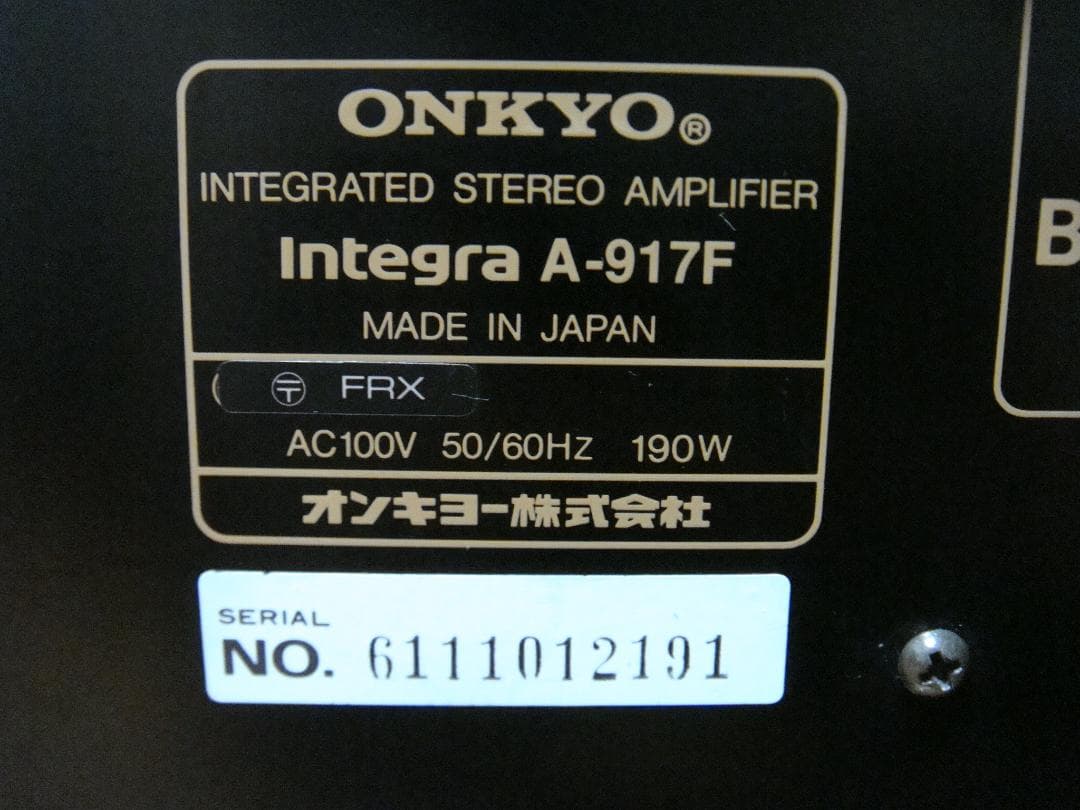 ONKYO®
INTEGRATED STEREO AMPLIFIER
Integra A-917F
MADE IN JAPAN
〶 FRX
AC100V 50/60Hz 190W
オンキヨー株式会社
SERIAL
NO. 6111012191
B